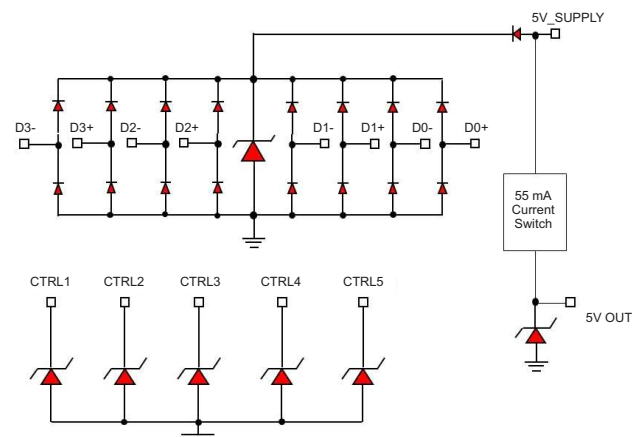 5V_SUPPLY
D3-
D3+
D2-
D2+
D1-
D1+
D0-
D0+
55 mA
Current
Switch
CTRL1
CTRL2
CTRL3
CTRL4
CTRL5
5V OUT